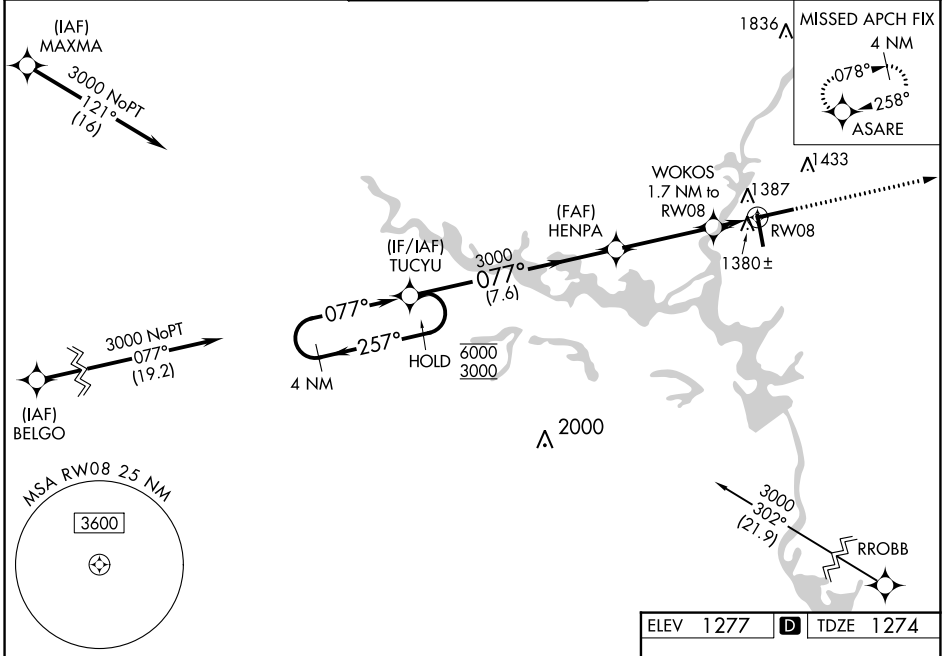 (IAF)
MAXMA
3000 NoPT
121°
(16)
1836
MISSED APCH FIX
4 NM
078°
258°
ASARE
1433
WOKOS
1.7 NM to
RW08
1387
RW08
1380±
(FAF)
HENPA
(IF/IAF)
TUCYU
3000
077°
(7.6)
077°
257°
4 NM
HOLD
6000
3000
3000 NoPT
077°
(19.2)
(IAF)
BELGO
2000
MSA RW08 25 NM
3600
3000
302°
(21.9)
RROBB
ELEV 1277 D TDZE 1274